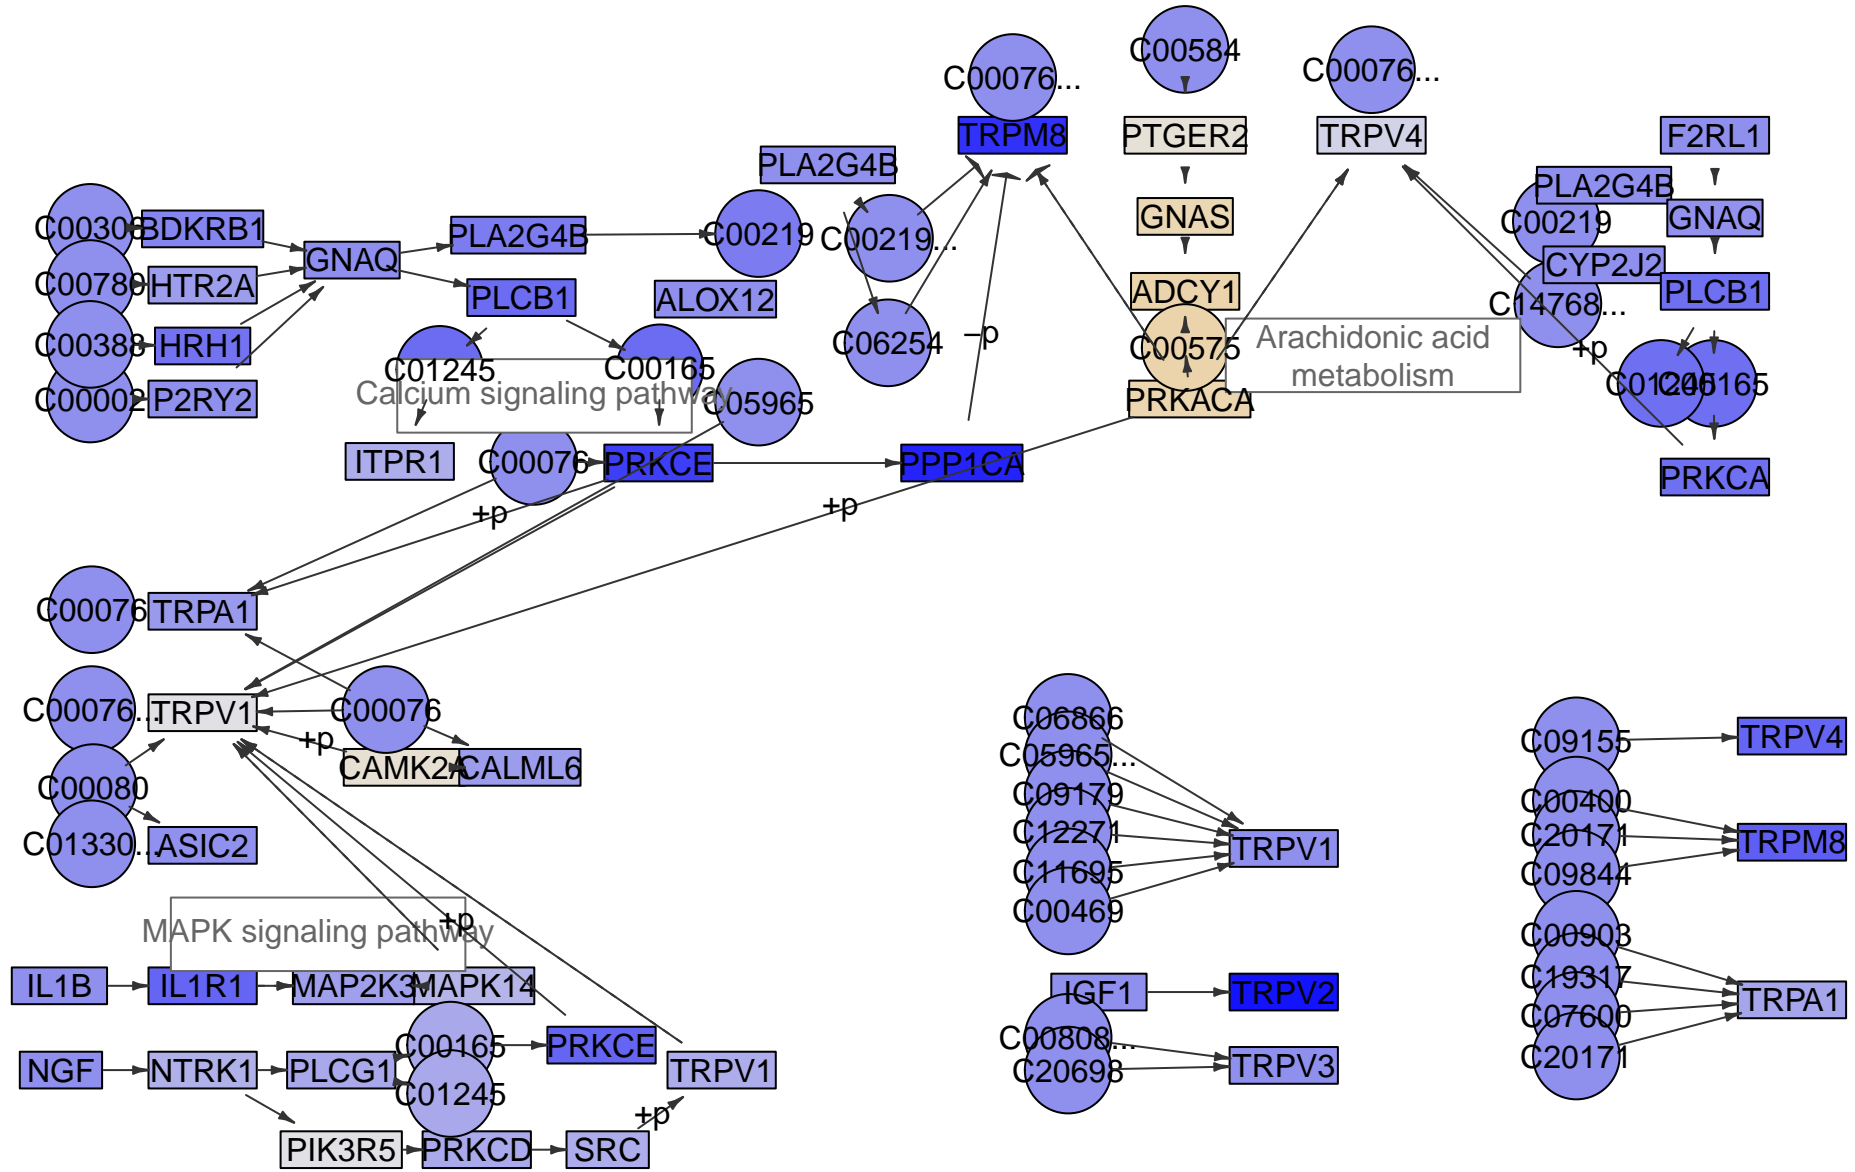 C00584
C00076...
C00076...
TRPM8
PTGER2
TRPV4
F2RL1
PLA2G4B
PLA2G4B
BDKRB1
PLA2G4B
C00219
C00219...
GNAS
C00219
GNAQ
GNAQ
C00780
HTR2A
PLCB1
ALOX12
ADCY1
CYP2J2
PLCB1
C14768...
C00388
HRH1
C06254
–p
C00575
Arachidonic acid
metabolism
+p
C01245
C00165
Calcium signaling pathway
C00002
P2RY2
C05965
PRKACA
C01245
C00165
ITPR1
C00076
PRKCE
PPP1CA
PRKCA
+p
+p
C00076
TRPA1
C00076...
TRPV1
C00076
+p
CAMK2A
CALML6
C00080
C01330...
ASIC2
C06866
C05965...
C09179
C12271
C11695
C00469
TRPV1
C09155
TRPV4
C00400
C20171
C09844
TRPM8
MAPK signaling pathway
+p
C00903
C19317
C07600
C20171
TRPA1
IL1B
IL1R1
MAP2K3
MAPK14
IGF1
TRPV2
C00808...
C20698
TRPV3
NGF
NTRK1
PLCG1
C00165
C01245
PRKCE
TRPV1
+p
PIK3R5
PRKCD
SRC